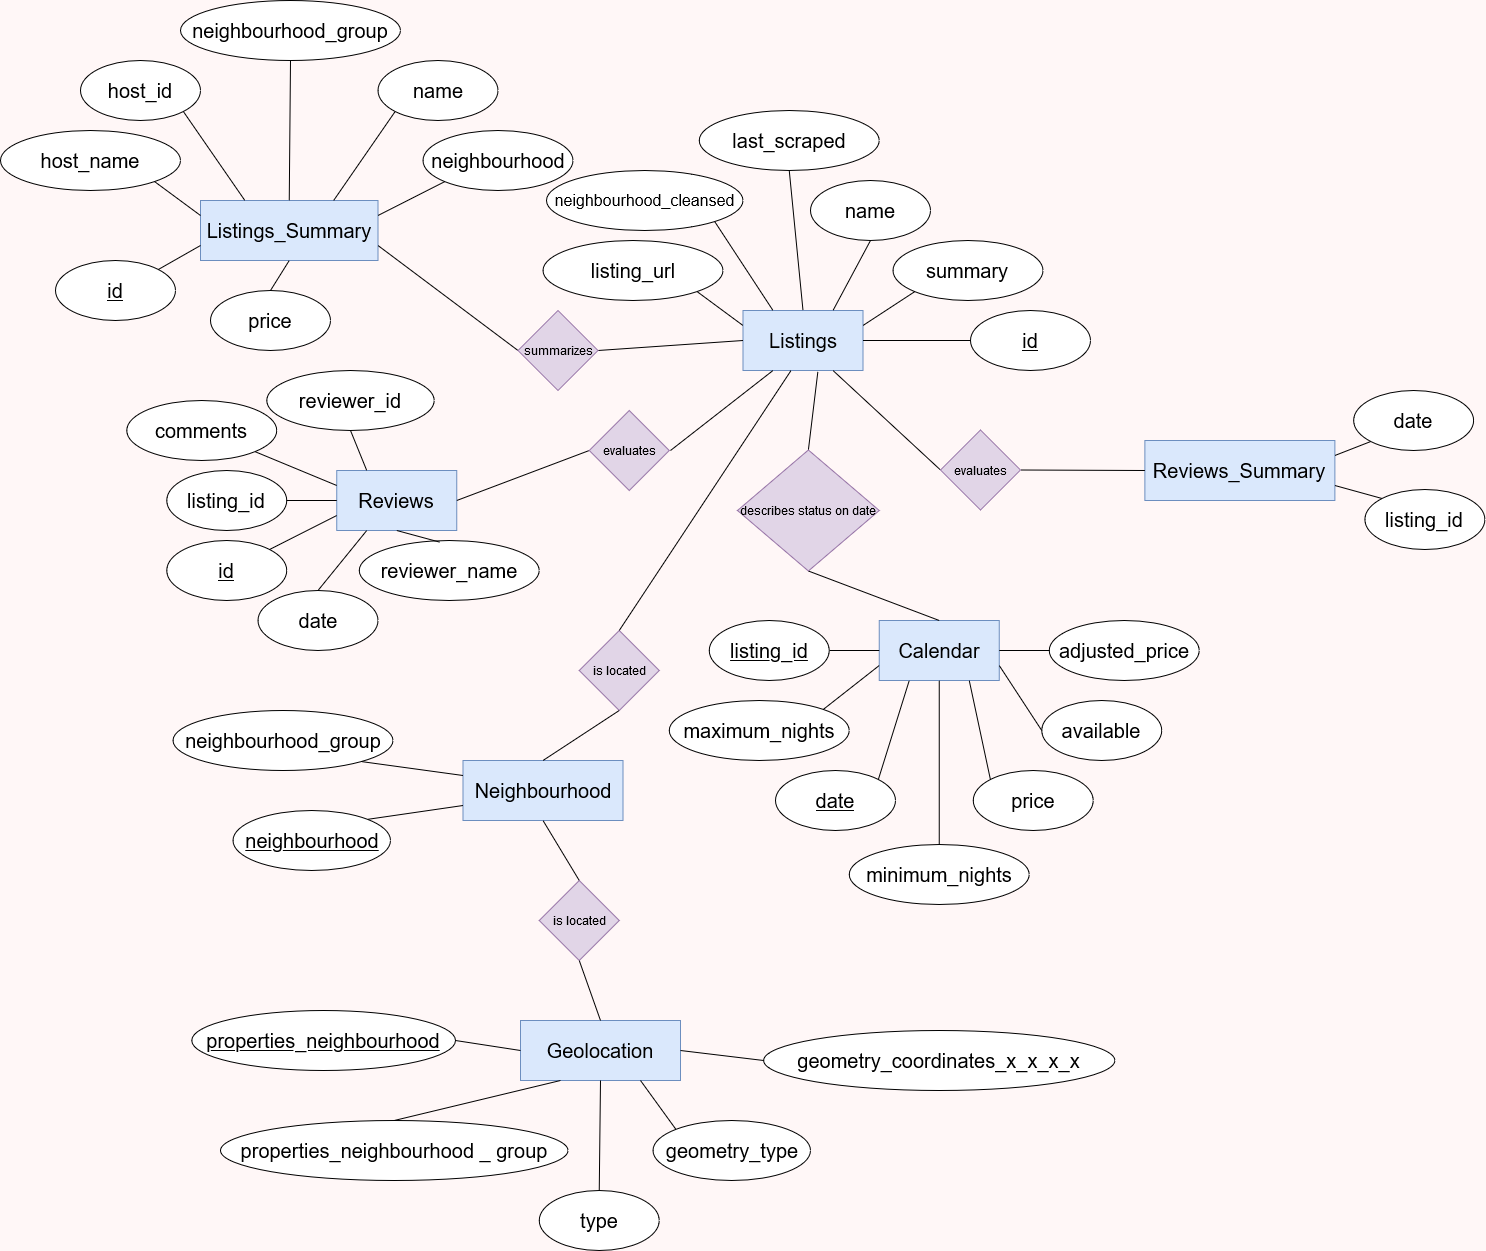 neighbourhood_group
host_id
name
host_name
neighbourhood
Listings_Summary
id
price
last_scraped
neighbourhood_cleansed
name
listing_url
summary
Listings
id
summarizes
reviewer_id
comments
evaluates
listing_id
Reviews
id
reviewer_name
date
evaluates
Reviews_Summary
date
listing_id
describes status on date
is located
listing_id
Calendar
adjusted_price
maximum_nights
available
date
price
minimum_nights
neighbourhood_group
Neighbourhood
neighbourhood
is located
properties_neighbourhood
Geolocation
geometry_coordinates_x_x_x_x
properties_neighbourhood _ group
geometry_type
type